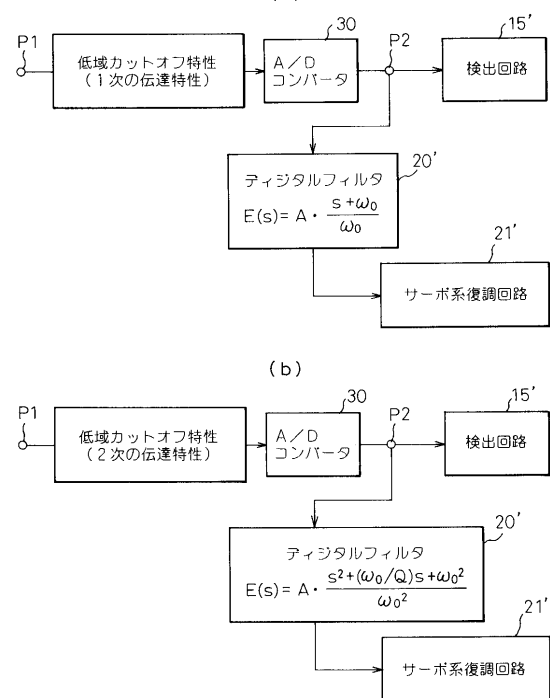 P1
低域カットオフ特性
(1次の伝達特性)
30
A/D
コンバータ
P2
15'
検出回路
20'
ディジタルフィルタ
E(s)= A・ s+ω₀ / ω₀
21'
サーボ系復調回路
(b)
P1
低域カットオフ特性
(2次の伝達特性)
30
A/D
コンバータ
P2
15'
検出回路
20'
ディジタルフィルタ
E(s)= A・ s²+(ω₀/Q)s+ω₀² / ω₀²
21'
サーボ系復調回路